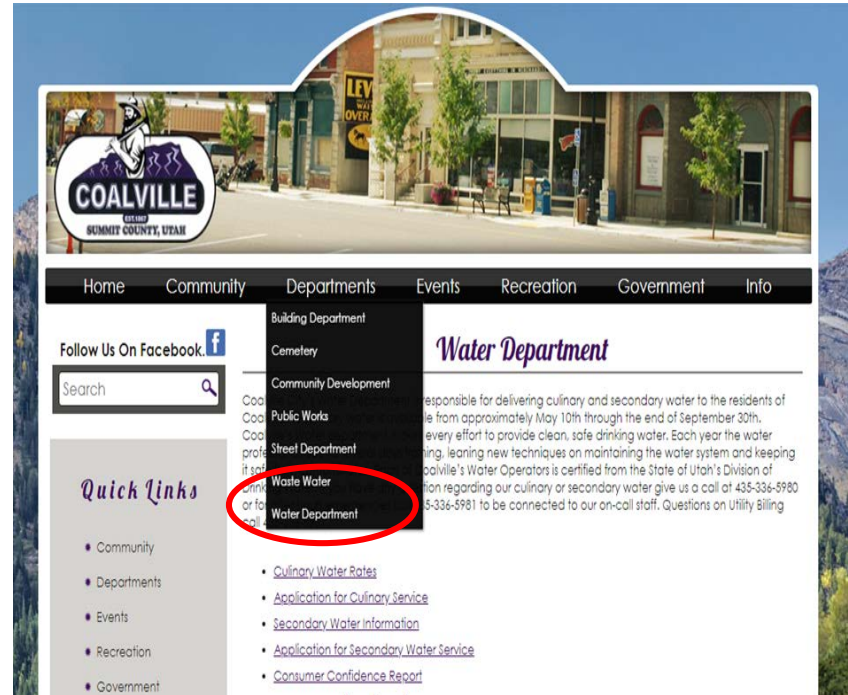 LEVI
OVER
COALVILLE
EST. 1867
SUMMIT COUNTY, UTAH
Home Community Departments Events Recreation Government Info
Building Department
Cemetery
Community Development
Public Works
Street Department
Waste Water
Water Department
Follow Us On Facebook.
Search
Quick Links
Community
Departments
Events
Recreation
Government
Water Department
responsible for delivering culinary and secondary water to the residents of
from approximately May 10th through the end of September 30th.
every effort to provide clean, safe drinking water. Each year the water
leaning new techniques on maintaining the water system and keeping
it Coalville's Water Operators is certified from the State of Utah's Division of
regarding our culinary or secondary water give us a call at 435-336-5980
or 35-336-5981 to be connected to our on-call staff. Questions on Utility Billing
call
Culinary Water Rates
Application for Culinary Service
Secondary Water Information
Application for Secondary Water Service
Consumer Confidence Report